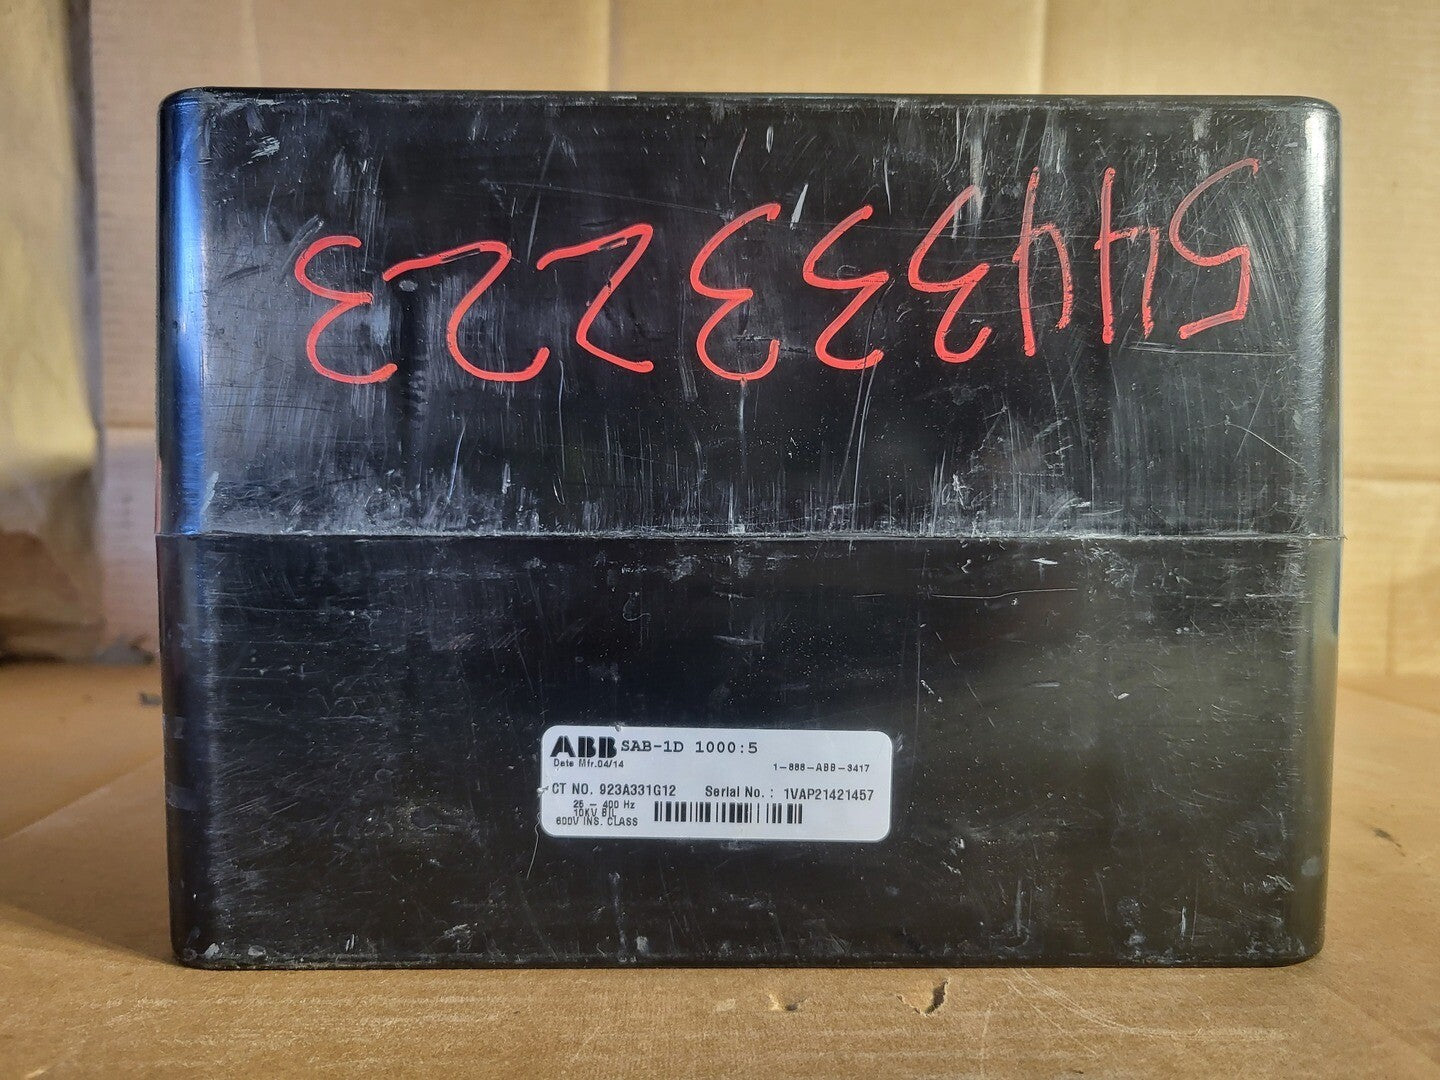 544333223
ABB SAB-1D 1000:5
Date Mfr.04/14 1-888-ABB-3417
CT NO. 923A331G12 Serial No. : 1VAP21421457
25 - 400 Hz
10KV BIL
600V INS. CLASS